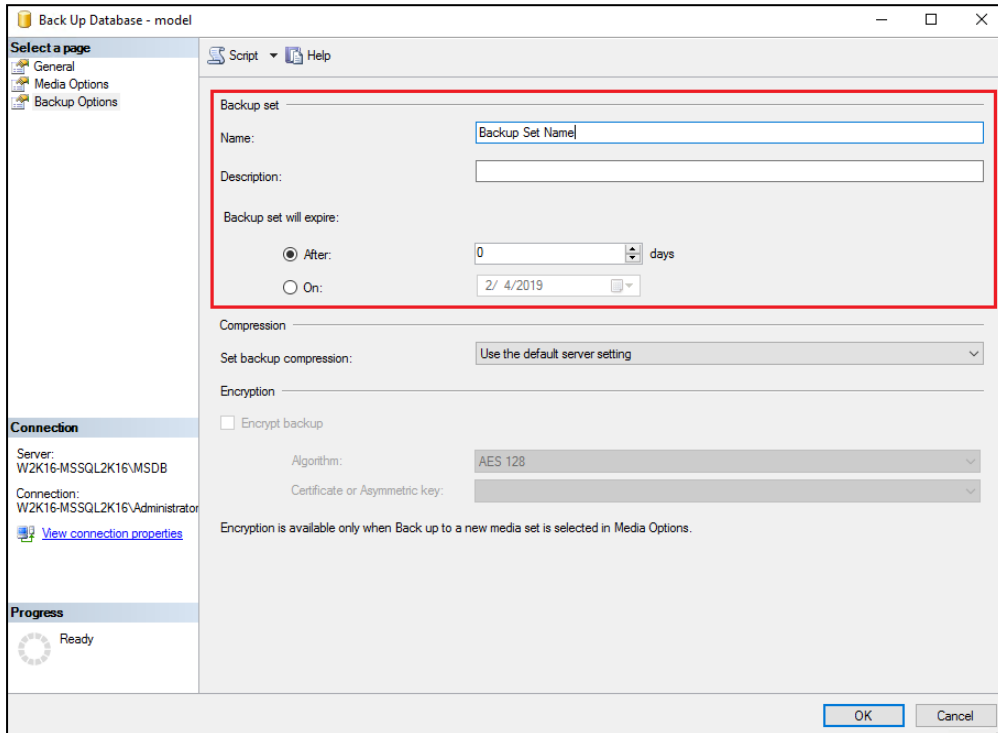 Back Up Database - model
Select a page
General
Media Options
Backup Options
Script Help
Backup set
Name: Backup Set Name
Description:
Backup set will expire:
After: 0 days
On: 2/ 4/2019
Compression
Set backup compression: Use the default server setting
Encryption
Encrypt backup
Algorithm: AES 128
Certificate or Asymmetric key:
Encryption is available only when Back up to a new media set is selected in Media Options.
Connection
Server:
W2K16-MSSQL2K16\MSDB
Connection:
W2K16-MSSQL2K16\Administrator
View connection properties
Progress
Ready
OK Cancel